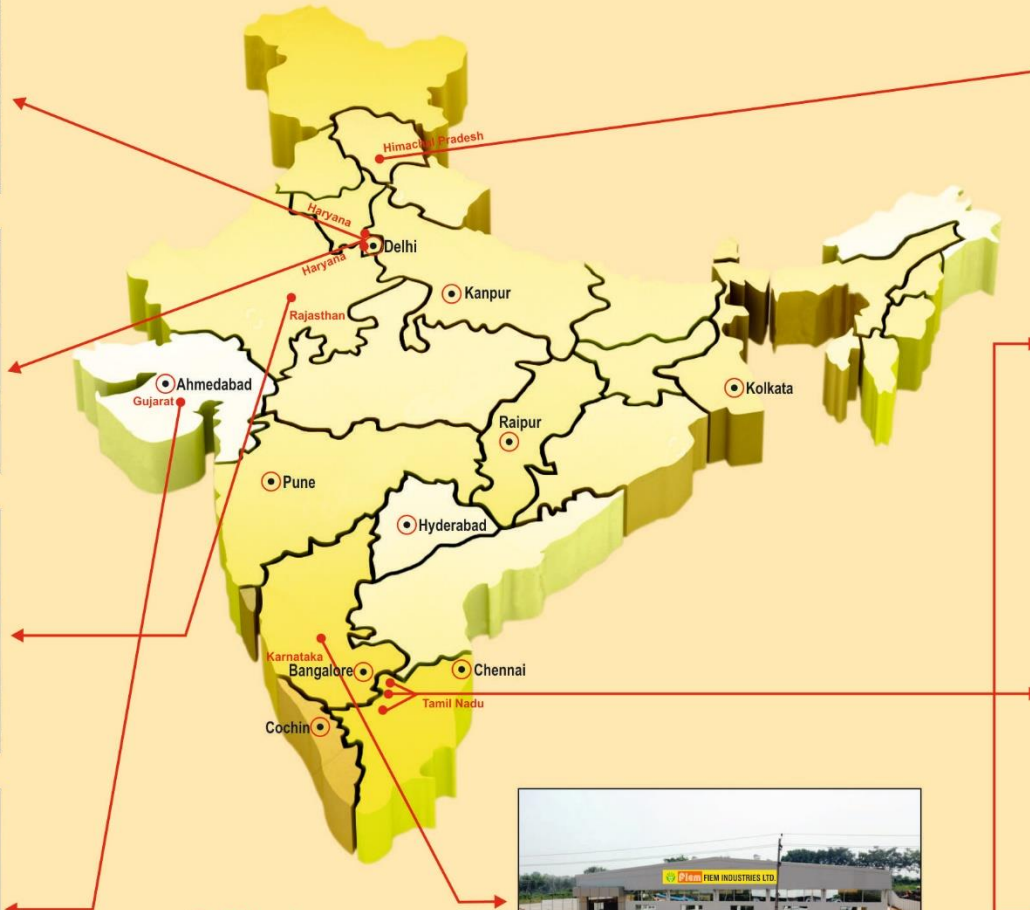 Himachal Pradesh
Haryana
Delhi
Haryana
Kanpur
Rajasthan
Ahmedabad
Gujarat
Kolkata
Raipur
Pune
Hyderabad
Karnataka
Bangalore
Chennai
Tamil Nadu
Cochin
Fiem FIEM INDUSTRIES LTD.